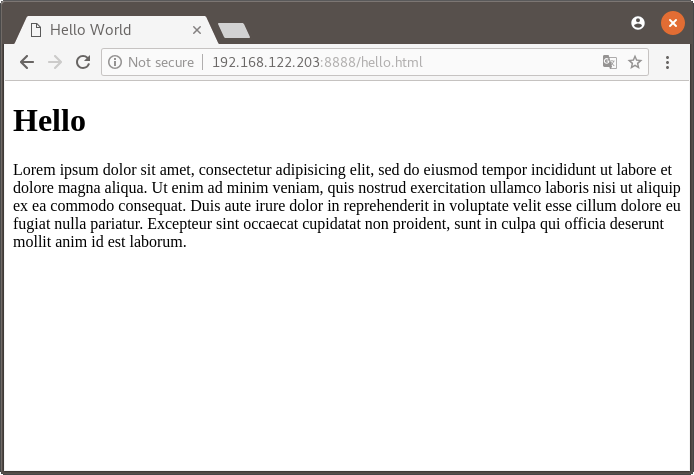 Hello World
Not secure
192.168.122.203:8888/hello.html
Hello
Lorem ipsum dolor sit amet, consectetur adipisicing elit, sed do eiusmod tempor incididunt ut labore et
dolore magna aliqua. Ut enim ad minim veniam, quis nostrud exercitation ullamco laboris nisi ut aliquip
ex ea commodo consequat. Duis aute irure dolor in reprehenderit in voluptate velit esse cillum dolore eu
fugiat nulla pariatur. Excepteur sint occaecat cupidatat non proident, sunt in culpa qui officia deserunt
mollit anim id est laborum.